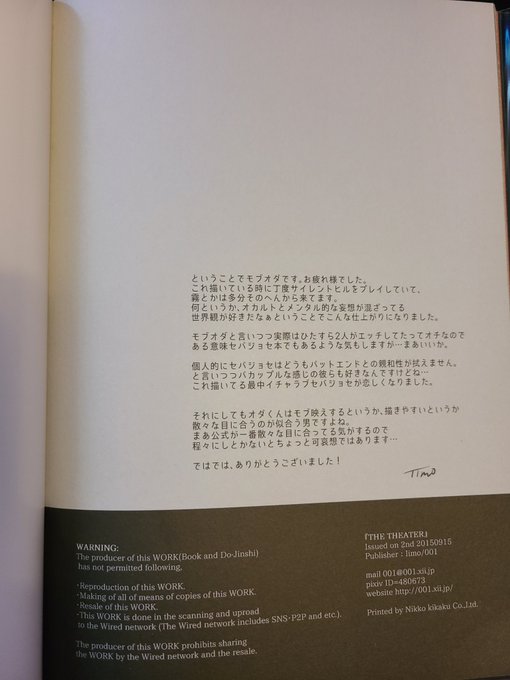 ということでモブオダです。お疲れ様でした。
これ描いている時に丁度サイレントヒルをプレイしていて、
霧とかは多分そのへんから来てます。
何というか、オカルトとメンタル的な妄想が混ざってる
世界観が好きだなぁということでこんな仕上がりになりました。
モブオダと言いつつ実際はひたすら2人がエッチしてたってオチなので
ある意味セバジョセ本でもあるような気もしますが…まあいいか。
個人的にセバジョセはどうもバットエンドとの親和性が拭えません。
と言いつつバカップルな感じの彼らも好きなんですけどね…
これ描いてる最中イチャラブセバジョセが恋しくなりました。
それにしてもオダくんはモブ映えするというか、描きやすいというか
散々な目に合うのが似合う男ですよね。
まあ公式が一番散々な目に合ってる気がするので
程々にしとかないとちょっと可哀想ではあります…
ではでは、ありがとうございました!
TIMO
WARNING:
The producer of this WORK(Book and Do-Jinshi)
has not permitted following.
·Reproduction of this WORK.
·Making of all of means of copies of this WORK.
·Resale of this WORK.
·This WORK is done in the scanning and uproad
to the Wired network (The Wired network includes SNS·P2P and etc.).
The producer of this WORK prohibits sharing
the WORK by the Wired network and the resale.
『THE THEATER』
Issued on 2nd 20150915
Publisher : limo/001
mail 001@001.xii.jp/
pixiv ID=480673
website http://001.xii.jp/
Printed by Nikko kikaku Co.,Ltd.